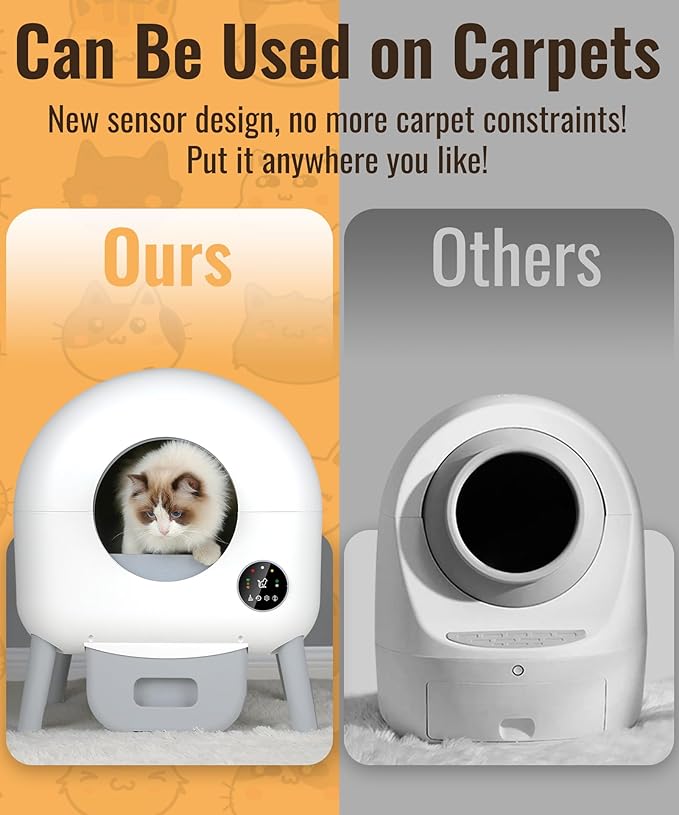 Can Be Used on Carpets
New sensor design, no more carpet constraints!
Put it anywhere you like!
Ours
Others